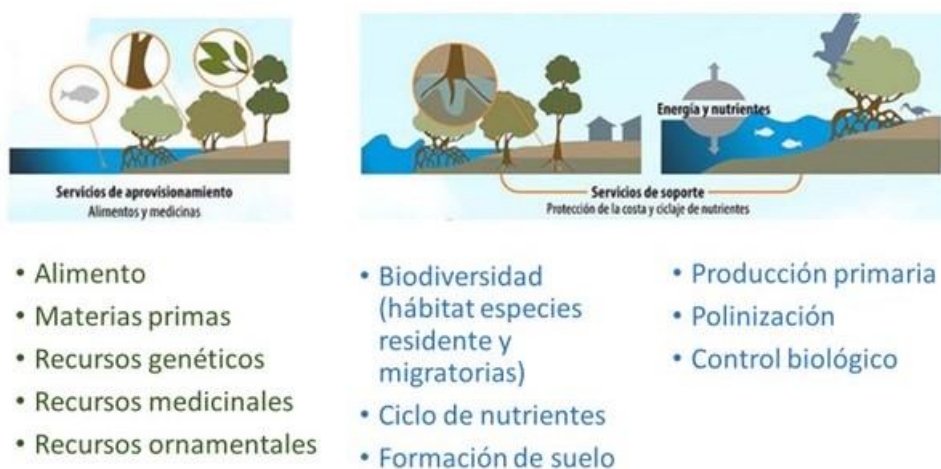 Servicios de aprovisionamiento
Alimentos y medicinas
Energía y nutrientes
Servicios de soporte
Protección de la costa y ciclaje de nutrientes
• Alimento
• Materias primas
• Recursos genéticos
• Recursos medicinales
• Recursos ornamentales
• Biodiversidad
(hábitat especies
residente y
migratorias)
• Ciclo de nutrientes
• Formación de suelo
• Producción primaria
• Polinización
• Control biológico